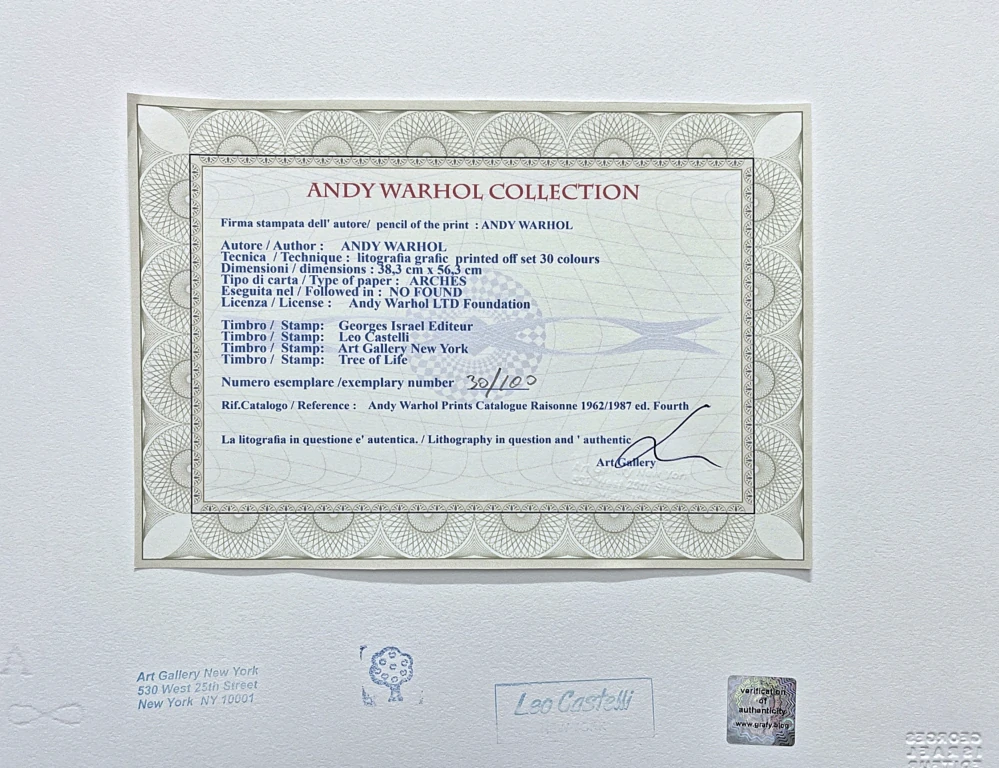 ANDY WARHOL COLLECTION
Firma stampata dell' autore/ pencil of the print : ANDY WARHOL
Autore / Author : ANDY WARHOL
Tecnica / Technique : litografia grafic printed off set 30 colours
Dimensioni / dimensions : 38,3 cm x 56,3 cm
Tipo di carta / Type of paper : ARCHES
Eseguita nel / Followed in : NO FOUND
Licenza / License : Andy Warhol LTD Foundation
Timbro / Stamp: Georges Israel Editeur
Timbro / Stamp: Leo Castelli
Timbro / Stamp: Art Gallery New York
Timbro / Stamp: Tree of Life
Numero esemplare /exemplary number 30/100
Rif.Catalogo / Reference : Andy Warhol Prints Catalogue Raisonne 1962/1987 ed. Fourth
La litografia in questione e' autentica. / Lithography in question and ' authentic
Art Gallery
Art Gallery New York
530 West 25th Street
New York NY 10001
Leo Castelli
verification
of
authenticity
www.grafy.blog
GEORGES
ISRAEL
EDITEUR